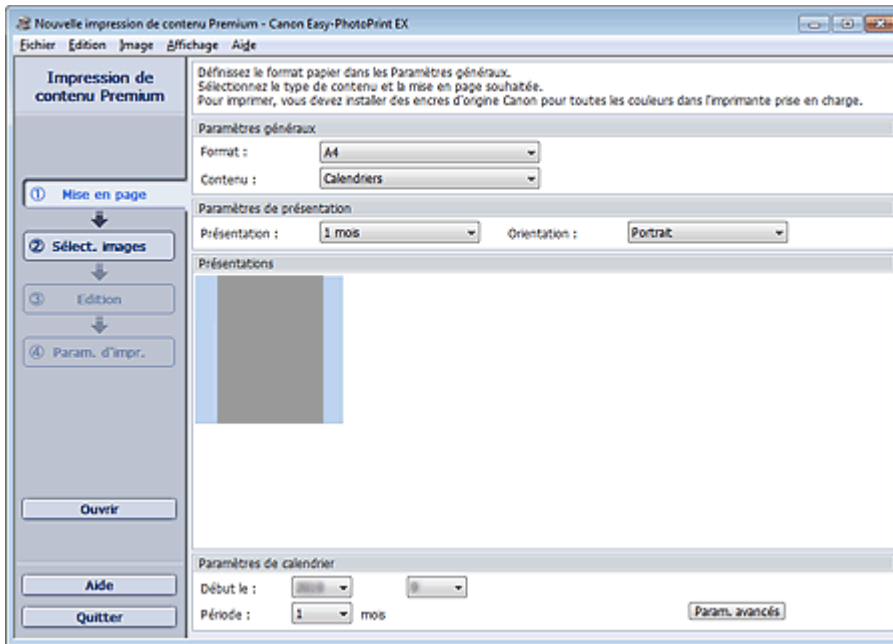 Nouvelle impression de contenu Premium - Canon Easy-PhotoPrint EX
Fichier Edition Image Affichage Aide
Impression de
contenu Premium
① Mise en page
② Sélect. images
③ Edition
④ Param. d'impr.
Ouvrir
Aide
Quitter
Définissez le format papier dans les Paramètres généraux.
Sélectionnez le type de contenu et la mise en page souhaitée.
Pour imprimer, vous devez installer des encres d'origine Canon pour toutes les couleurs dans l'imprimante prise en charge.
Paramètres généraux
Format : A4
Contenu : Calendriers
Paramètres de présentation
Présentation : 1 mois Orientation : Portrait
Présentations
Paramètres de calendrier
Début le :
Période : 1 mois Param. avancés